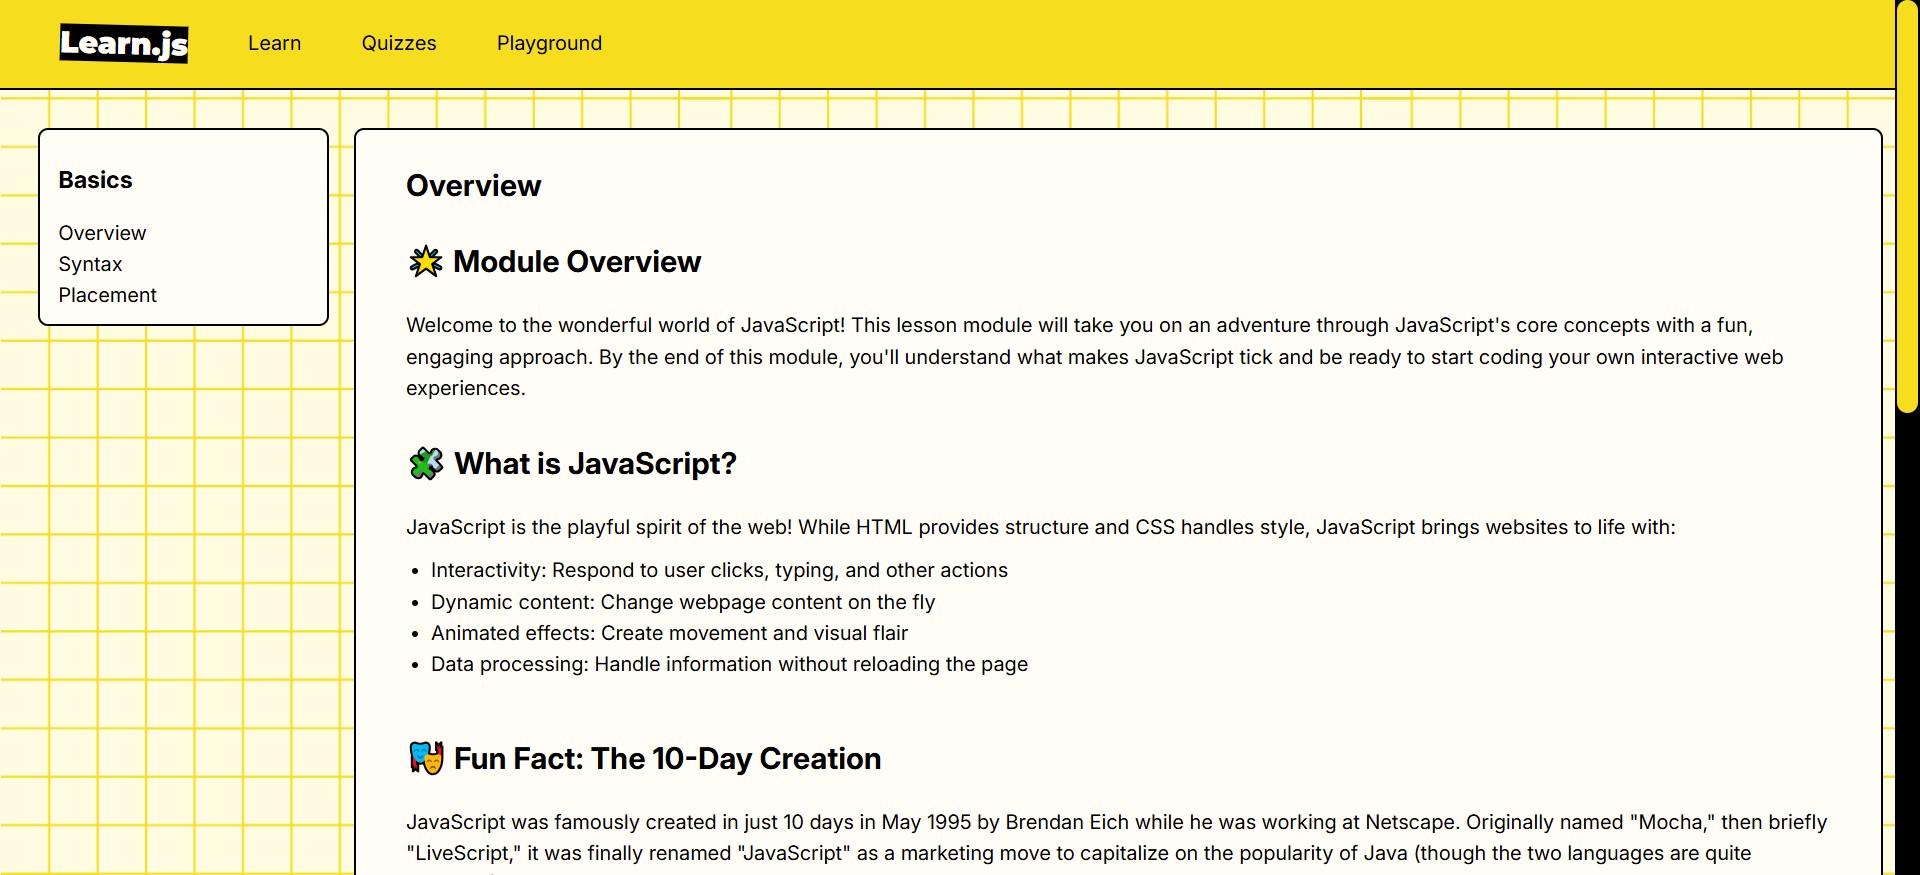 Learn.js
Learn
Quizzes
Playground
Basics
Overview
Syntax
Placement
Overview
🌟 Module Overview
Welcome to the wonderful world of JavaScript! This lesson module will take you on an adventure through JavaScript's core concepts with a fun,
engaging approach. By the end of this module, you'll understand what makes JavaScript tick and be ready to start coding your own interactive web
experiences.
🧩 What is JavaScript?
JavaScript is the playful spirit of the web! While HTML provides structure and CSS handles style, JavaScript brings websites to life with:
• Interactivity: Respond to user clicks, typing, and other actions
• Dynamic content: Change webpage content on the fly
• Animated effects: Create movement and visual flair
• Data processing: Handle information without reloading the page
🎭 Fun Fact: The 10-Day Creation
JavaScript was famously created in just 10 days in May 1995 by Brendan Eich while he was working at Netscape. Originally named "Mocha," then briefly
"LiveScript," it was finally renamed "JavaScript" as a marketing move to capitalize on the popularity of Java (though the two languages are quite